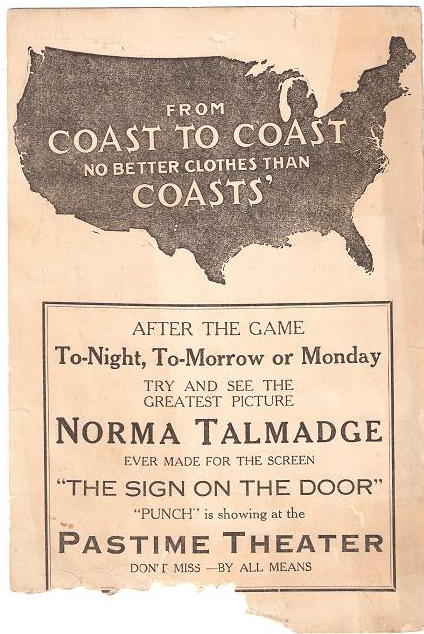 FROM
COAST TO COAST
NO BETTER CLOTHES THAN
COASTS'
AFTER THE GAME
To-Night, To-Morrow or Monday
TRY AND SEE THE
GREATEST PICTURE
NORMA TALMADGE
EVER MADE FOR THE SCREEN
"THE SIGN ON THE DOOR"
"PUNCH" is showing at the
PASTIME THEATER
DON'T MISS—BY ALL MEANS